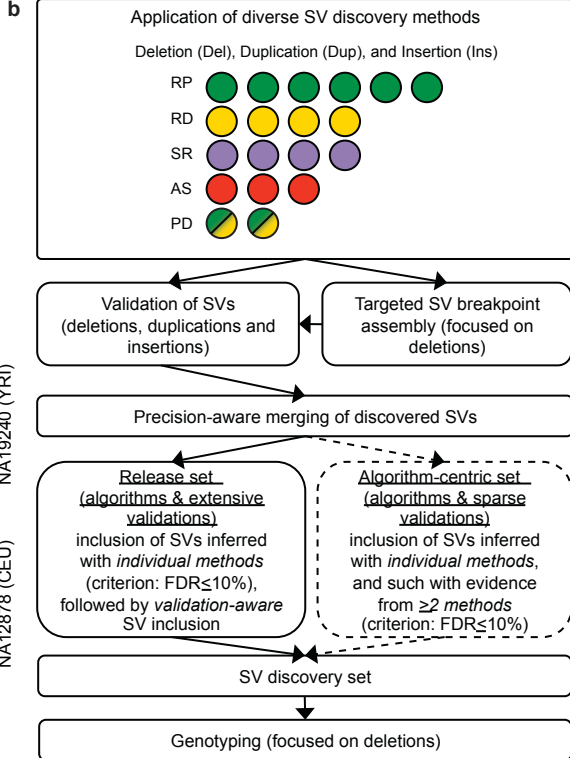 b
Application of diverse SV discovery methods
Deletion (Del), Duplication (Dup), and Insertion (Ins)
RP
RD
SR
AS
PD
Validation of SVs
(deletions, duplications and
insertions)
Targeted SV breakpoint
assembly (focused on
deletions)
NA19240 (YRI)
Precision-aware merging of discovered SVs
Release set
(algorithms & extensive
validations)
inclusion of SVs inferred
with individual methods
(criterion: FDR≤10%),
followed by validation-aware
SV inclusion
Algorithm-centric set
(algorithms & sparse
validations)
inclusion of SVs inferred
with individual methods,
and such with evidence
from ≥2 methods
(criterion: FDR≤10%)
NA12878 (CEU)
SV discovery set
Genotyping (focused on deletions)